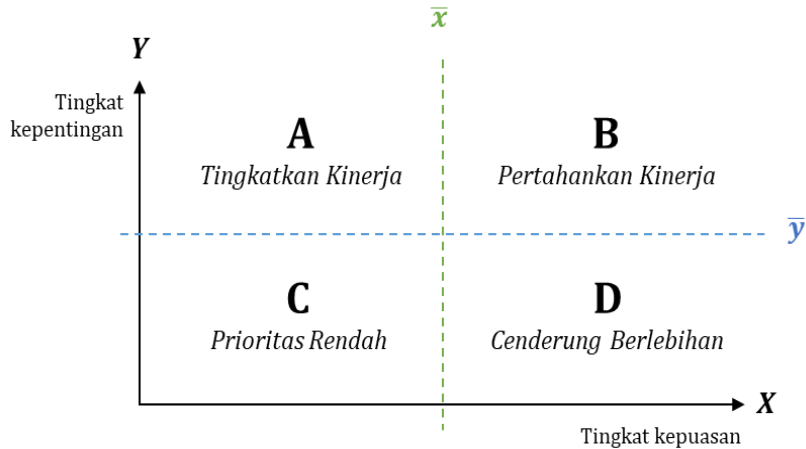 x̅
Y
Tingkat
kepentingan
A
Tingkatkan Kinerja
B
Pertahankan Kinerja
y̅
C
Prioritas Rendah
D
Cenderung Berlebihan
X
Tingkat kepuasan